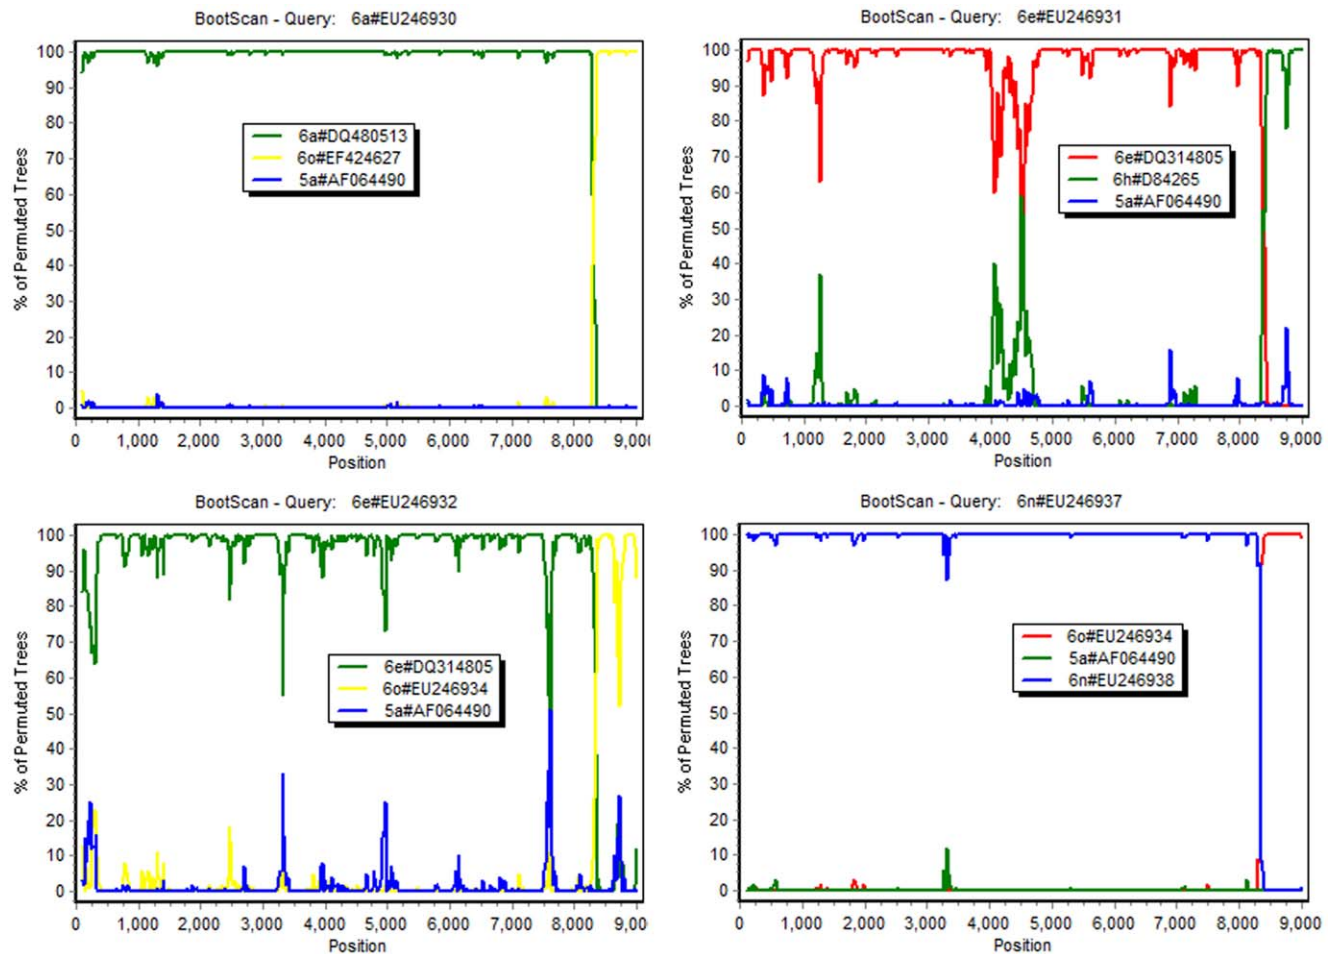 BootScan - Query: 6a#EU246930
% of Permuted Trees
100
90
80
70
60
50
40
30
20
10
0
6a#DQ480513
6o#EF424627
5a#AF064490
0 1,000 2,000 3,000 4,000 5,000 6,000 7,000 8,000 9,00
Position
BootScan - Query: 6e#EU246931
% of Permuted Trees
100
90
80
70
60
50
40
30
20
10
0
6e#DQ314805
6h#D84265
5a#AF064490
0 1,000 2,000 3,000 4,000 5,000 6,000 7,000 8,000 9,000
Position
BootScan - Query: 6e#EU246932
% of Permuted Trees
100
90
80
70
60
50
40
30
20
10
0
6e#DQ314805
6o#EU246934
5a#AF064490
0 1,000 2,000 3,000 4,000 5,000 6,000 7,000 8,000 9,00
Position
BootScan - Query: 6n#EU246937
% of Permuted Trees
100
90
80
70
60
50
40
30
20
10
0
6o#EU246934
5a#AF064490
6n#EU246938
0 1,000 2,000 3,000 4,000 5,000 6,000 7,000 8,000 9,000
Position